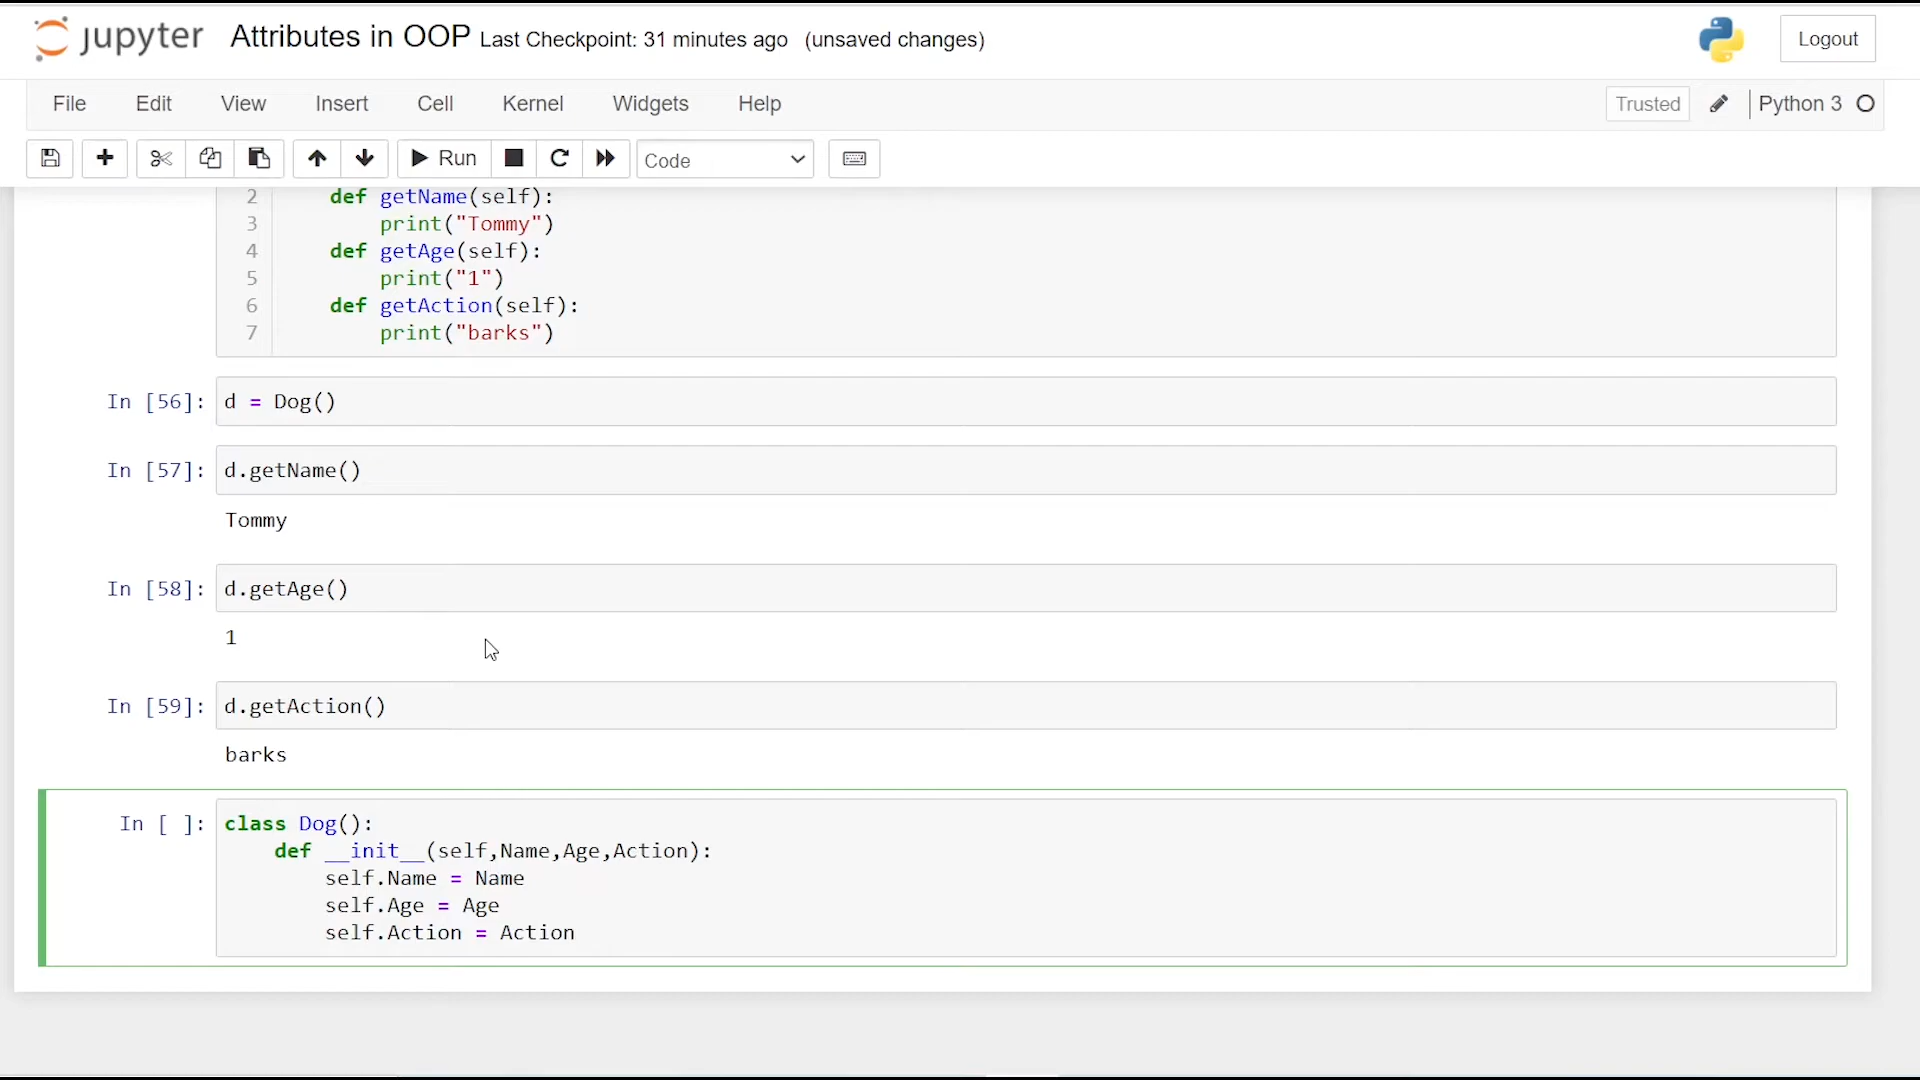 jupyter Attributes in OOP Last Checkpoint: 31 minutes ago (unsaved changes) Logout
File Edit View Insert Cell Kernel Widgets Help Trusted Python 3
Run Code
2 def getName(self):
3 print("Tommy")
4 def getAge(self):
5 print("1")
6 def getAction(self):
7 print("barks")
In [56]: d = Dog()
In [57]: d.getName()
Tommy
In [58]: d.getAge()
1
In [59]: d.getAction()
barks
In [ ]: class Dog():
def __init__(self,Name,Age,Action):
self.Name = Name
self.Age = Age
self.Action = Action